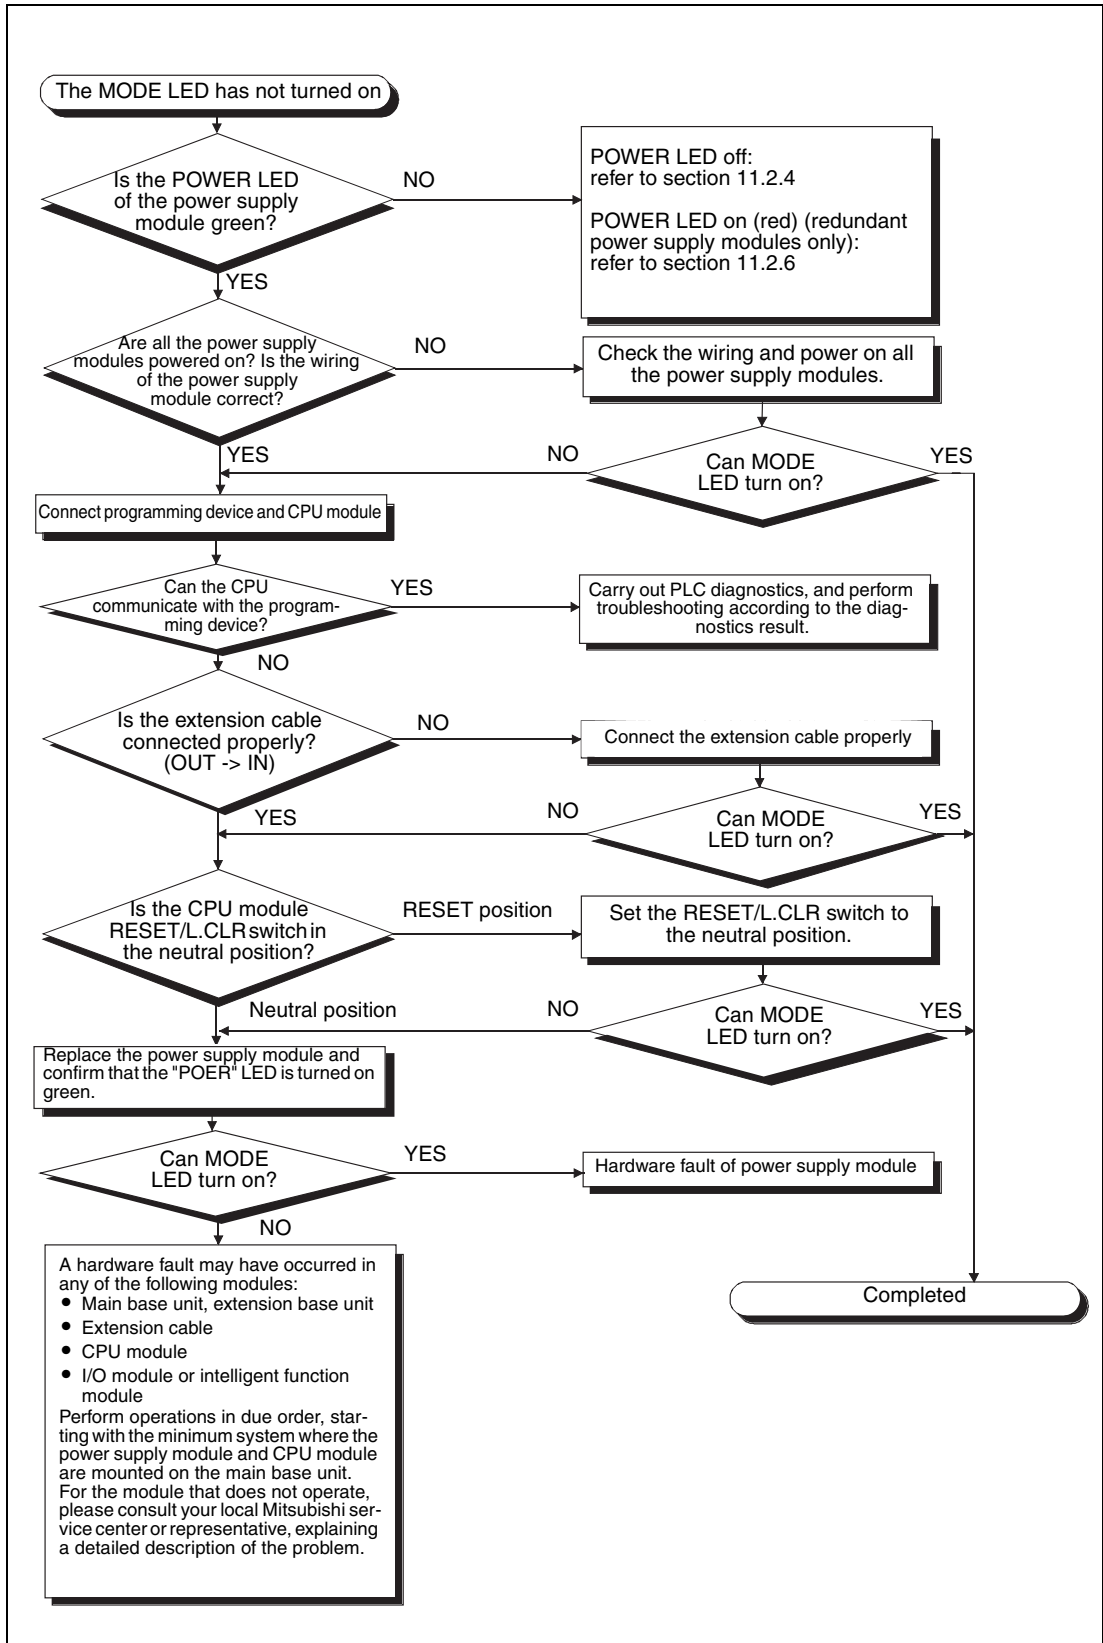 The MODE LED has not turned on
Is the POWER LED
of the power supply
module green?
NO
POWER LED off:
refer to section 11.2.4
POWER LED on (red) (redundant
power supply modules only):
refer to section 11.2.6
YES
Are all the power supply
modules powered on? Is the wiring
of the power supply
module correct?
NO
Check the wiring and power on all
the power supply modules.
YES
NO
Can MODE
LED turn on?
YES
Connect programming device and CPU module
Can the CPU
communicate with the program-
ming device?
YES
Carry out PLC diagnostics, and perform
troubleshooting according to the diag-
nostics result.
NO
Is the extension cable
connected properly?
(OUT -> IN)
NO
Connect the extension cable properly
YES
NO
Can MODE
LED turn on?
YES
Is the CPU module
RESET/L.CLR switch in
the neutral position?
RESET position
Set the RESET/L.CLR switch to
the neutral position.
Neutral position
NO
Can MODE
LED turn on?
YES
Replace the power supply module and
confirm that the "POER" LED is turned on
green.
Can MODE
LED turn on?
YES
Hardware fault of power supply module
NO
A hardware fault may have occurred in
any of the following modules:
• Main base unit, extension base unit
• Extension cable
• CPU module
• I/O module or intelligent function
module
Perform operations in due order, star-
ting with the minimum system where the
power supply module and CPU module
are mounted on the main base unit.
For the module that does not operate,
please consult your local Mitsubishi ser-
vice center or representative, explaining
a detailed description of the problem.
Completed